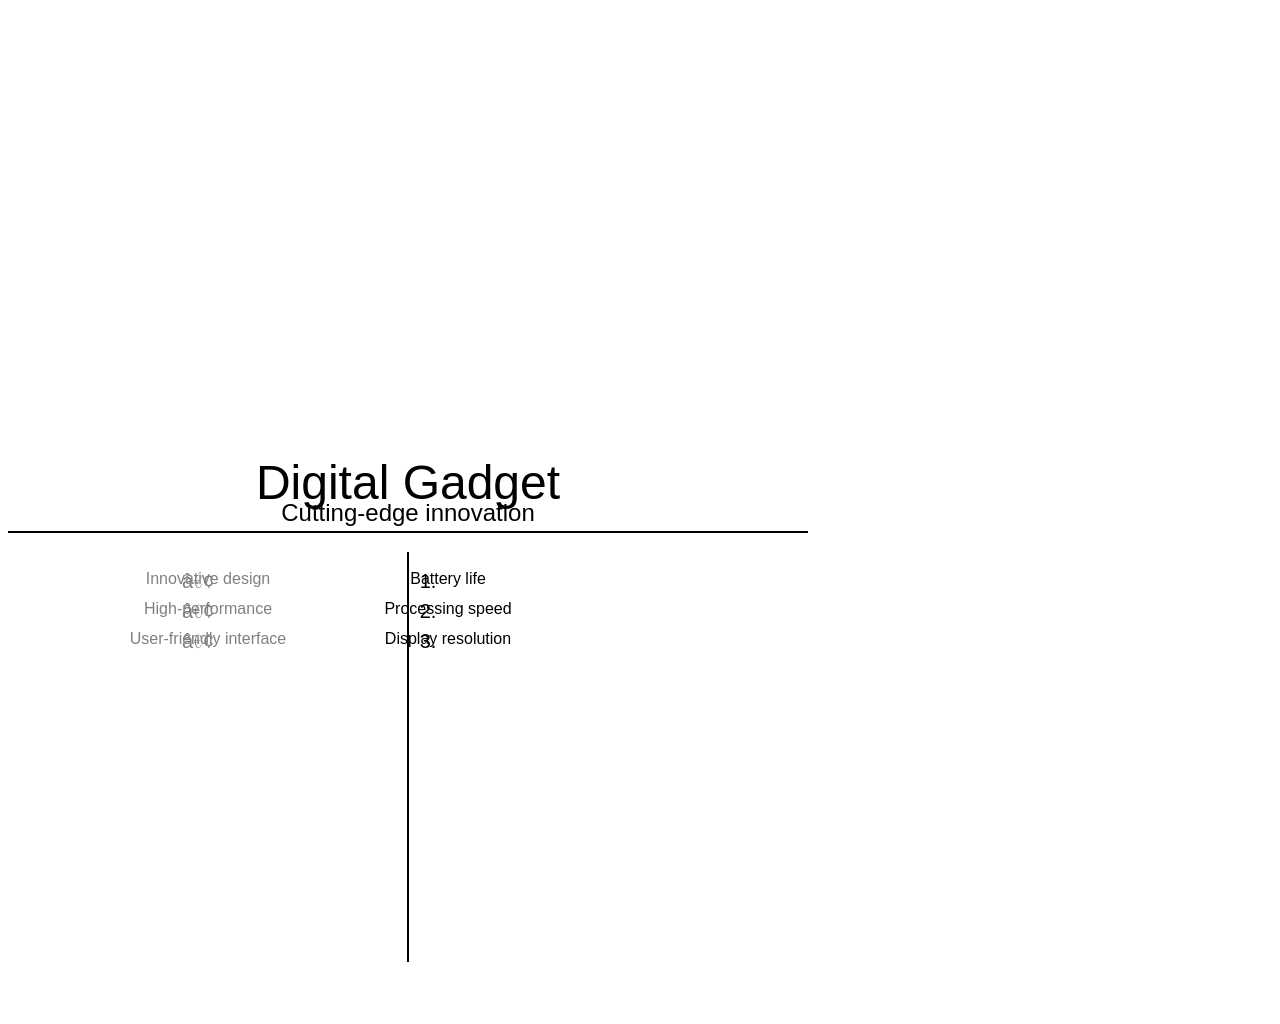 Digital Gadget
Cutting-edge innovation
Innovative design
High-performance
User-friendly interface
1. Battery life
2. Processing speed
3. Display resolution